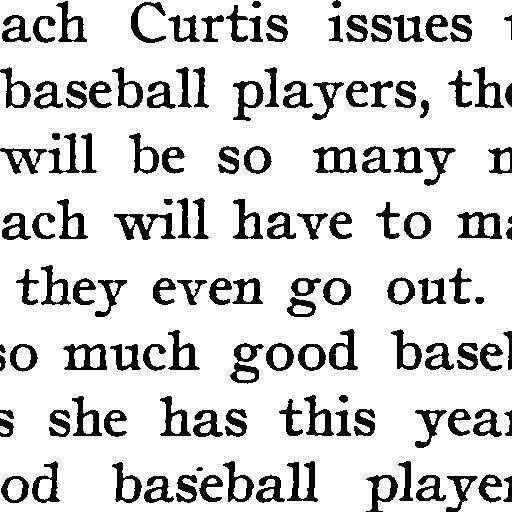 ach Curtis issues
baseball players, the
will be so many
ach will have to ma
they even go out.
so much good baseb
s she has this year
od baseball player